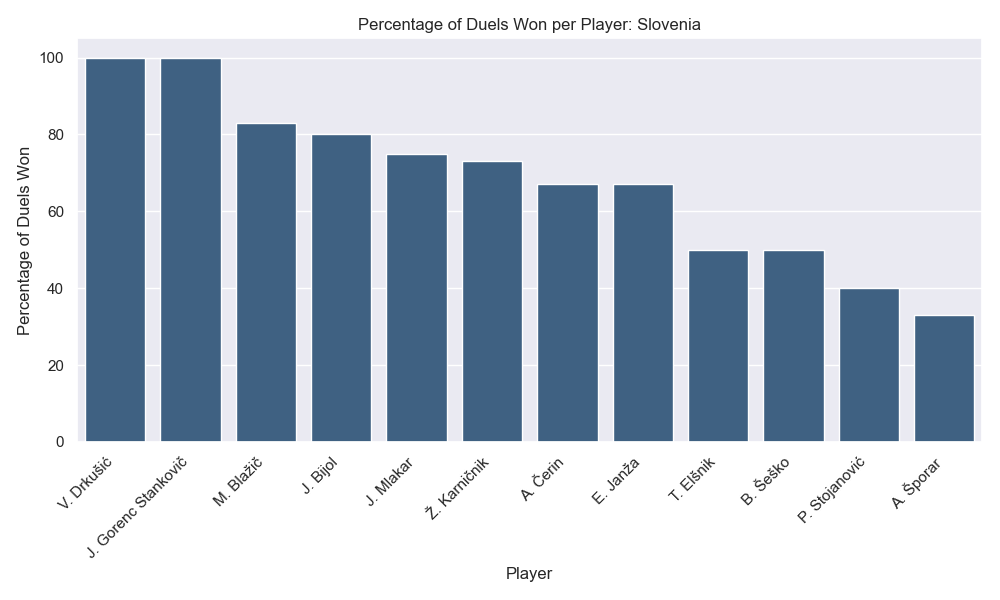 Percentage of Duels Won per Player: Slovenia
Percentage of Duels Won
100
80
60
40
20
0
V. Drkušić
J. Gorenc Stankovič
M. Blažič
J. Bijol
J. Mlakar
Ž. Karničnik
A. Čerin
E. Janža
T. Elšnik
B. Šeško
P. Stojanović
A. Šporar
Player